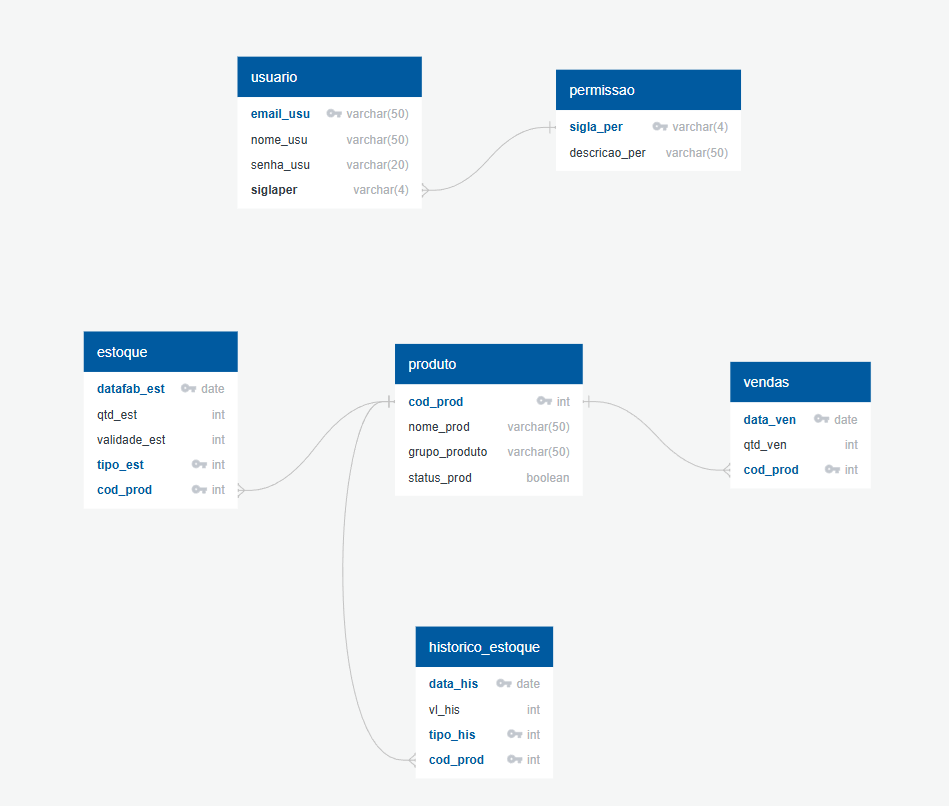 usuario
email_usu varchar(50)
nome_usu varchar(50)
senha_usu varchar(20)
siglaper varchar(4)
permissao
sigla_per varchar(4)
descricao_per varchar(50)
estoque
datafab_est date
qtd_est int
validade_est int
tipo_est int
cod_prod int
produto
cod_prod int
nome_prod varchar(50)
grupo_produto varchar(50)
status_prod boolean
vendas
data_ven date
qtd_ven int
cod_prod int
historico_estoque
data_his date
vl_his int
tipo_his int
cod_prod int